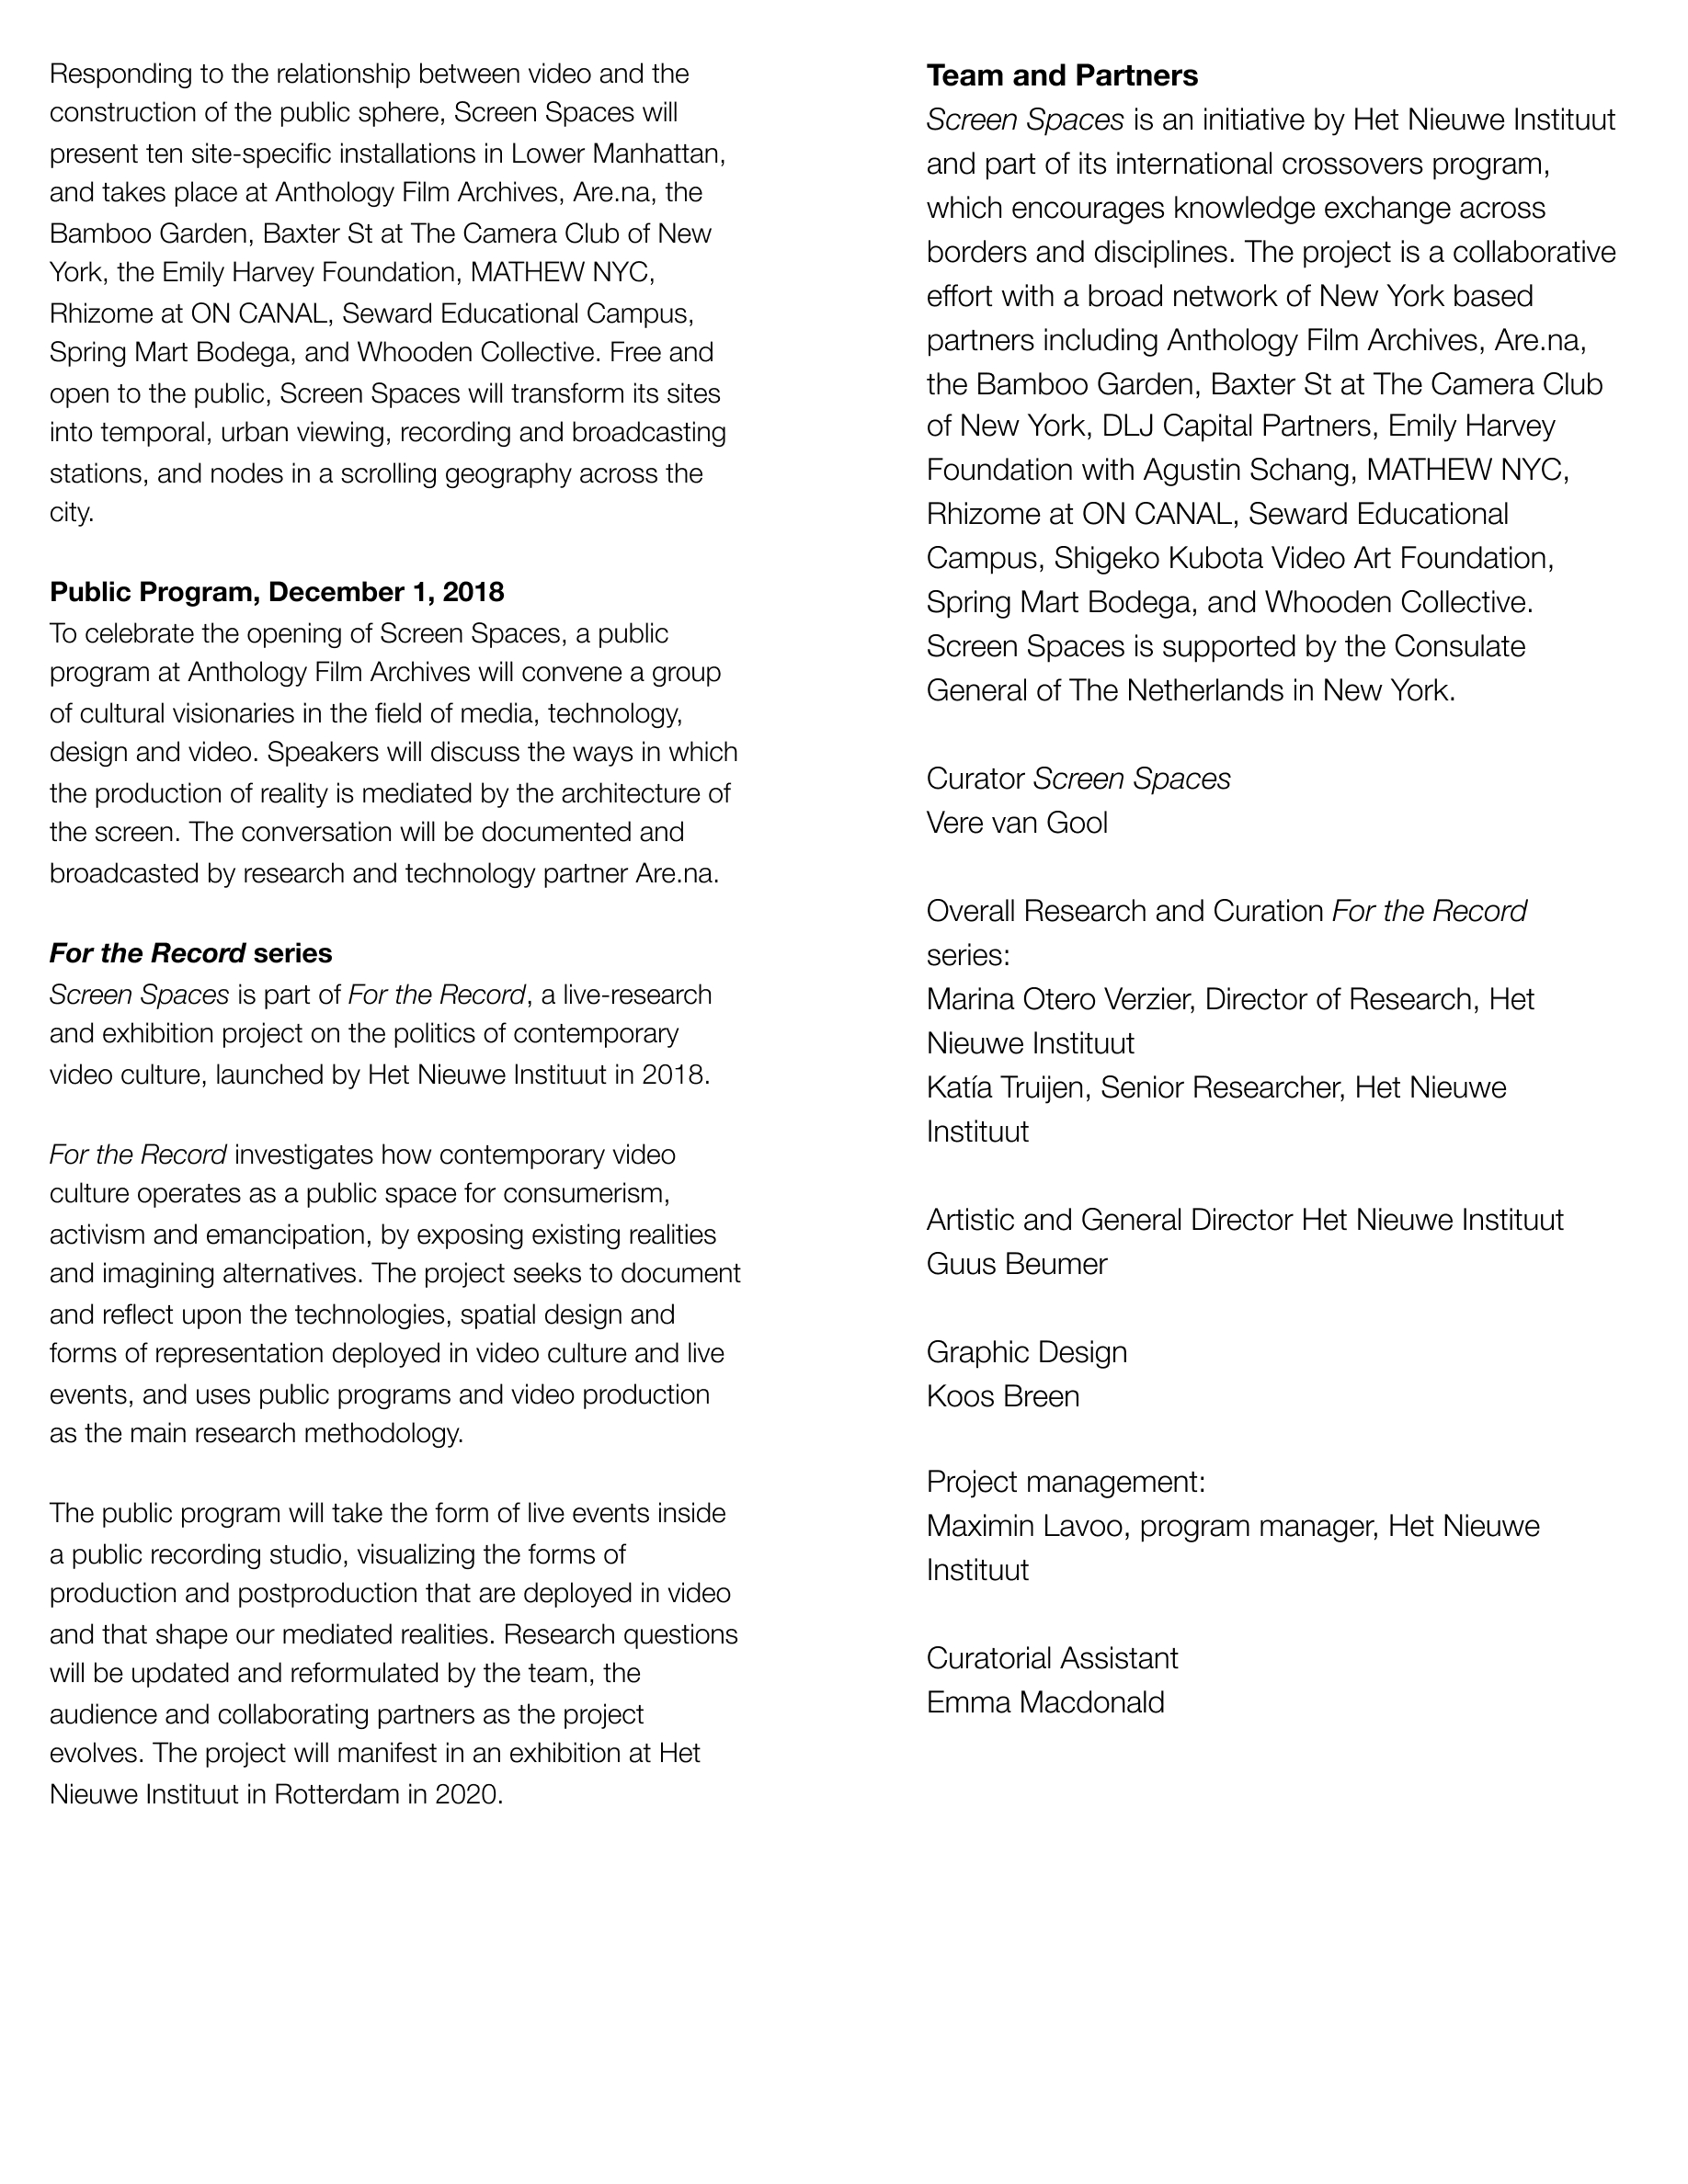 Responding to the relationship between video and the
construction of the public sphere, Screen Spaces will
present ten site-specific installations in Lower Manhattan,
and takes place at Anthology Film Archives, Are.na, the
Bamboo Garden, Baxter St at The Camera Club of New
York, the Emily Harvey Foundation, MATHEW NYC,
Rhizome at ON CANAL, Seward Educational Campus,
Spring Mart Bodega, and Whooden Collective. Free and
open to the public, Screen Spaces will transform its sites
into temporal, urban viewing, recording and broadcasting
stations, and nodes in a scrolling geography across the
city.
Public Program, December 1, 2018
To celebrate the opening of Screen Spaces, a public
program at Anthology Film Archives will convene a group
of cultural visionaries in the field of media, technology,
design and video. Speakers will discuss the ways in which
the production of reality is mediated by the architecture of
the screen. The conversation will be documented and
broadcasted by research and technology partner Are.na.
For the Record series
Screen Spaces is part of For the Record, a live-research
and exhibition project on the politics of contemporary
video culture, launched by Het Nieuwe Instituut in 2018.
For the Record investigates how contemporary video
culture operates as a public space for consumerism,
activism and emancipation, by exposing existing realities
and imagining alternatives. The project seeks to document
and reflect upon the technologies, spatial design and
forms of representation deployed in video culture and live
events, and uses public programs and video production
as the main research methodology.
The public program will take the form of live events inside
a public recording studio, visualizing the forms of
production and postproduction that are deployed in video
and that shape our mediated realities. Research questions
will be updated and reformulated by the team, the
audience and collaborating partners as the project
evolves. The project will manifest in an exhibition at Het
Nieuwe Instituut in Rotterdam in 2020.
Team and Partners
Screen Spaces is an initiative by Het Nieuwe Instituut
and part of its international crossovers program,
which encourages knowledge exchange across
borders and disciplines. The project is a collaborative
effort with a broad network of New York based
partners including Anthology Film Archives, Are.na,
the Bamboo Garden, Baxter St at The Camera Club
of New York, DLJ Capital Partners, Emily Harvey
Foundation with Agustin Schang, MATHEW NYC,
Rhizome at ON CANAL, Seward Educational
Campus, Shigeko Kubota Video Art Foundation,
Spring Mart Bodega, and Whooden Collective.
Screen Spaces is supported by the Consulate
General of The Netherlands in New York.
Curator Screen Spaces
Vere van Gool
Overall Research and Curation For the Record
series:
Marina Otero Verzier, Director of Research, Het
Nieuwe Instituut
Katía Truijen, Senior Researcher, Het Nieuwe
Instituut
Artistic and General Director Het Nieuwe Instituut
Guus Beumer
Graphic Design
Koos Breen
Project management:
Maximin Lavoo, program manager, Het Nieuwe
Instituut
Curatorial Assistant
Emma Macdonald